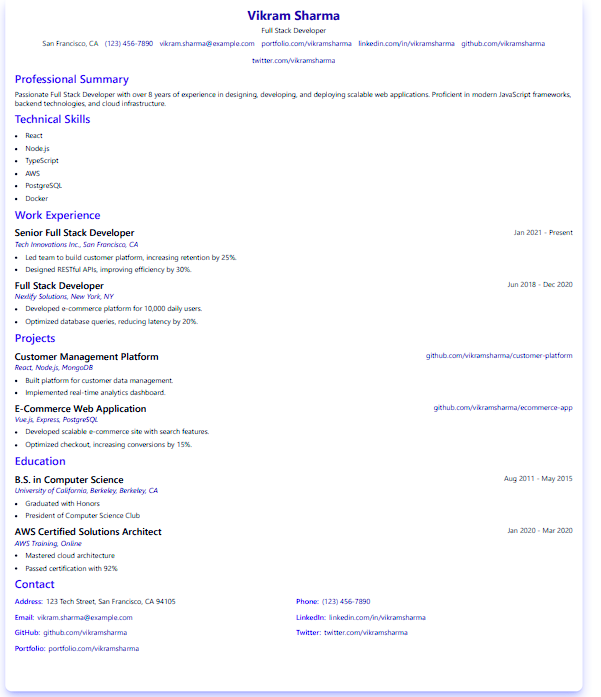 Vikram Sharma
Full Stack Developer
San Francisco, CA (123) 456-7890 vikram.sharma@example.com portfolio.com/vikramsharma linkedin.com/in/vikramsharma github.com/vikramsharma
twitter.com/vikramsharma
Professional Summary
Passionate Full Stack Developer with over 8 years of experience in designing, developing, and deploying scalable web applications. Proficient in modern JavaScript frameworks,
backend technologies, and cloud infrastructure.
Technical Skills
• React
• Node.js
• TypeScript
• AWS
• PostgreSQL
• Docker
Work Experience
Senior Full Stack Developer Jan 2021 - Present
Tech Innovations Inc., San Francisco, CA
• Led team to build customer platform, increasing retention by 25%.
• Designed RESTful APIs, improving efficiency by 30%.
Full Stack Developer Jun 2018 - Dec 2020
Nexlify Solutions, New York, NY
• Developed e-commerce platform for 10,000 daily users.
• Optimized database queries, reducing latency by 20%.
Projects
Customer Management Platform github.com/vikramsharma/customer-platform
React, Node.js, MongoDB
• Built platform for customer data management.
• Implemented real-time analytics dashboard.
E-Commerce Web Application github.com/vikramsharma/ecommerce-app
Vue.js, Express, PostgreSQL
• Developed scalable e-commerce site with search features.
• Optimized checkout, increasing conversions by 15%.
Education
B.S. in Computer Science Aug 2011 - May 2015
University of California, Berkeley, Berkeley, CA
• Graduated with Honors
• President of Computer Science Club
AWS Certified Solutions Architect Jan 2020 - Mar 2020
AWS Training, Online
• Mastered cloud architecture
• Passed certification with 92%
Contact
Address: 123 Tech Street, San Francisco, CA 94105 Phone: (123) 456-7890
Email: vikram.sharma@example.com LinkedIn: linkedin.com/in/vikramsharma
GitHub: github.com/vikramsharma Twitter: twitter.com/vikramsharma
Portfolio: portfolio.com/vikramsharma